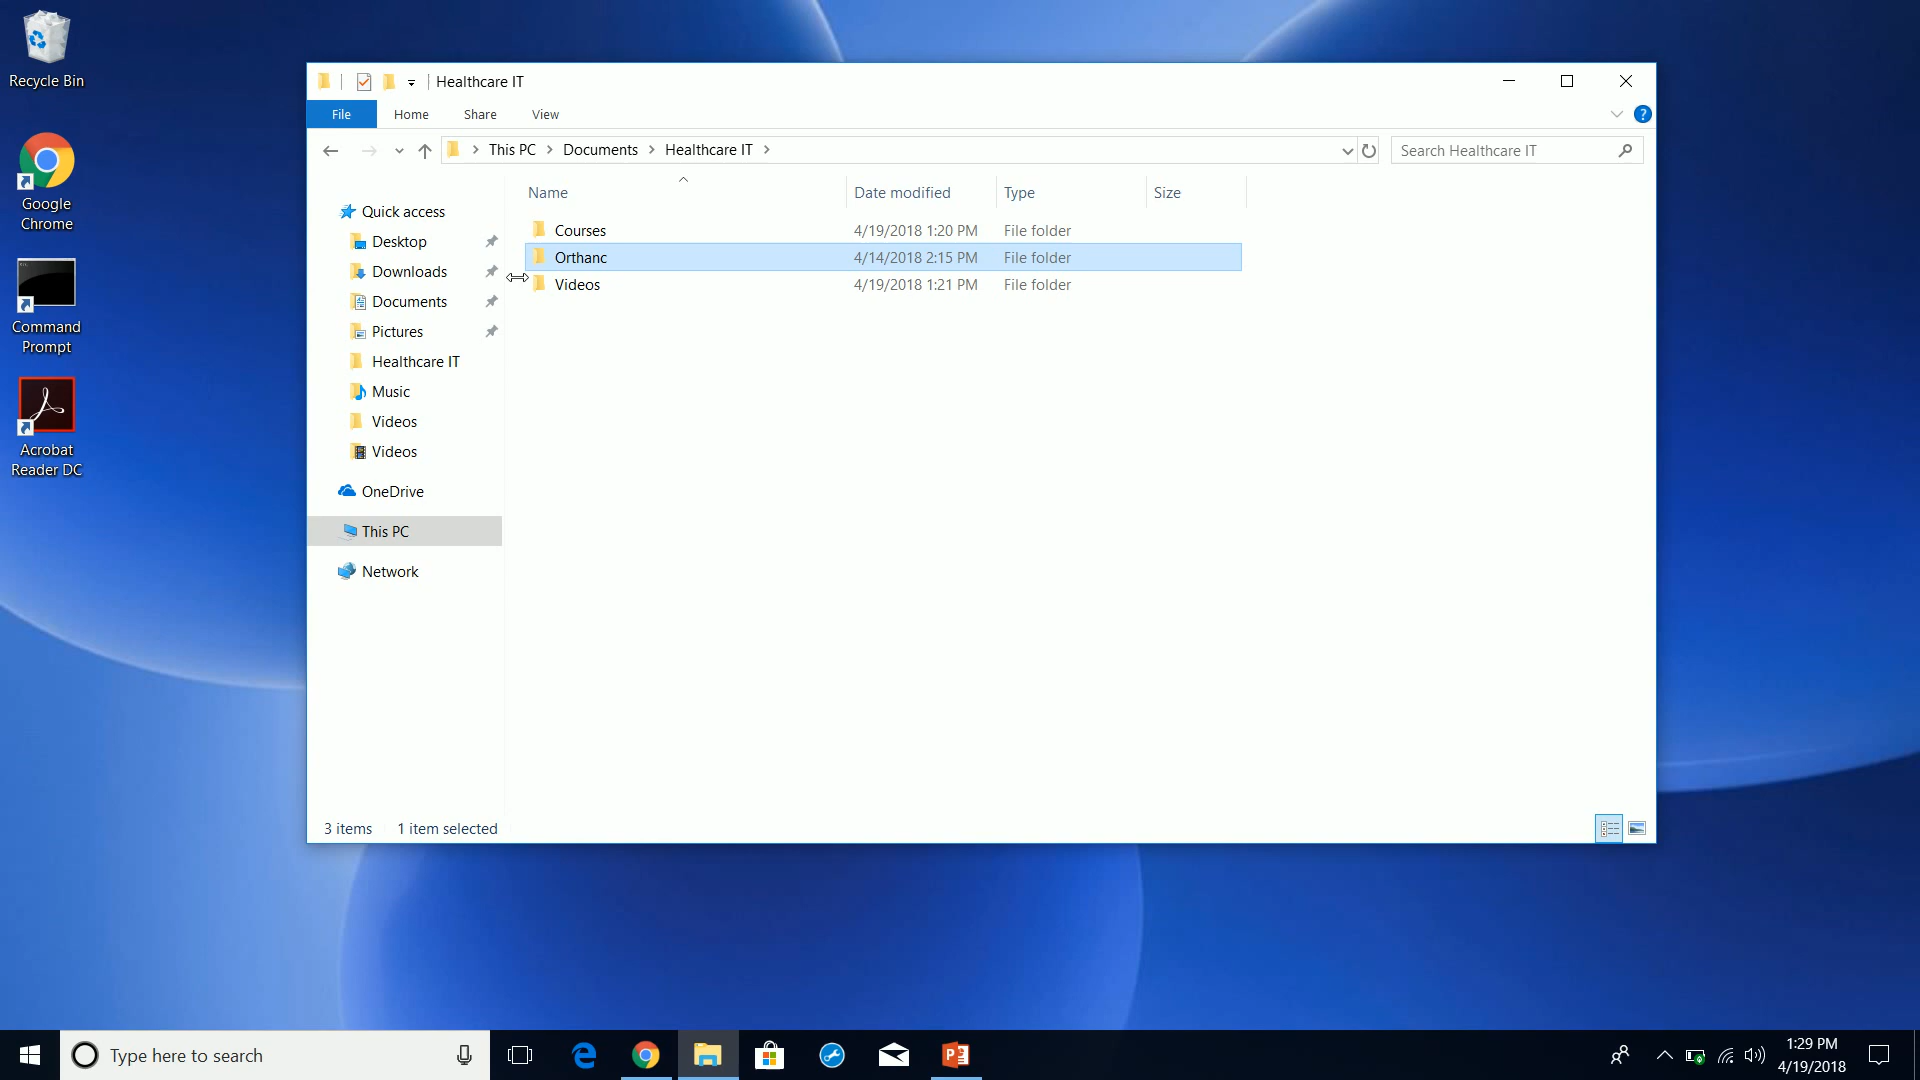 Recycle Bin
Google
Chrome
Command
Prompt
Acrobat
Reader DC
Healthcare IT
File Home Share View
This PC Documents Healthcare IT
Search Healthcare IT
Name Date modified Type Size
Courses 4/19/2018 1:20 PM File folder
Orthanc 4/14/2018 2:15 PM File folder
Videos 4/19/2018 1:21 PM File folder
Quick access
Desktop
Downloads
Documents
Pictures
Healthcare IT
Music
Videos
Videos
OneDrive
This PC
Network
3 items 1 item selected
Type here to search
1:29 PM
4/19/2018